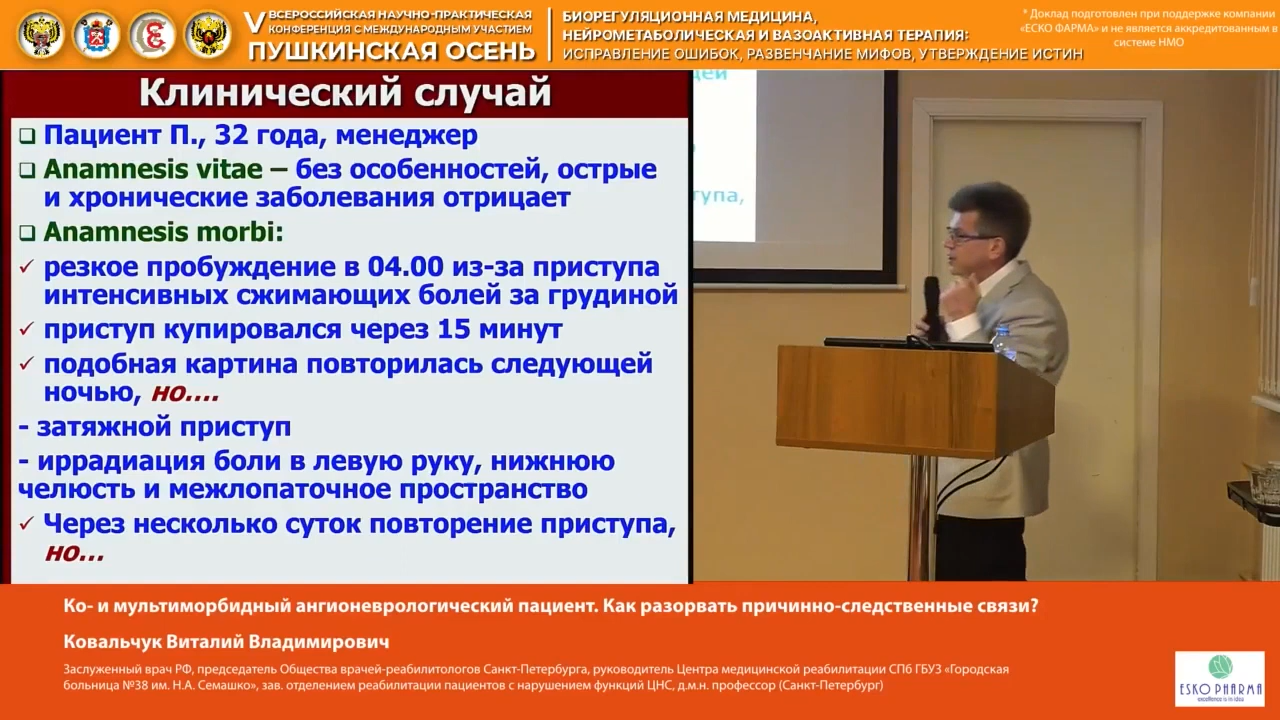 V ВСЕРОССИЙСКАЯ НАУЧНО-ПРАКТИЧЕСКАЯ
КОНФЕРЕНЦИЯ С МЕЖДУНАРОДНЫМ УЧАСТИЕМ
ПУШКИНСКАЯ ОСЕНЬ
БИОРЕГУЛЯЦИОННАЯ МЕДИЦИНА,
НЕЙРОМЕТАБОЛИЧЕСКАЯ И ВАЗОАКТИВНАЯ ТЕРАПИЯ:
ИСПРАВЛЕНИЕ ОШИБОК, РАЗВЕНЧАНИЕ МИФОВ, УТВЕРЖДЕНИЕ ИСТИН
* Доклад подготовлен при поддержке компании
«ЕСКО ФАРМА» и не является аккредитованным в
системе НМО
Клинический случай
Пациент П., 32 года, менеджер
Anamnesis vitae – без особенностей, острые
и хронические заболевания отрицает
Anamnesis morbi:
✓ резкое пробуждение в 04.00 из-за приступа
интенсивных сжимающих болей за грудиной
✓ приступ купировался через 15 минут
✓ подобная картина повторилась следующей
ночью, но....
- затяжной приступ
- иррадиация боли в левую руку, нижнюю
челюсть и межлопаточное пространство
✓ Через несколько суток повторение приступа,
но...
Ко- и мультиморбидный ангионеврологический пациент. Как разорвать причинно-следственные связи?
Ковальчук Виталий Владимирович
Заслуженный врач РФ, председатель Общества врачей-реабилитологов Санкт-Петербурга, руководитель Центра медицинской реабилитации СПб ГБУЗ «Городская
больница №38 им. Н.А. Семашко», зав. отделением реабилитации пациентов с нарушением функций ЦНС, д.м.н. профессор (Санкт-Петербург)
ESKO PHARMA
excellence is in idea